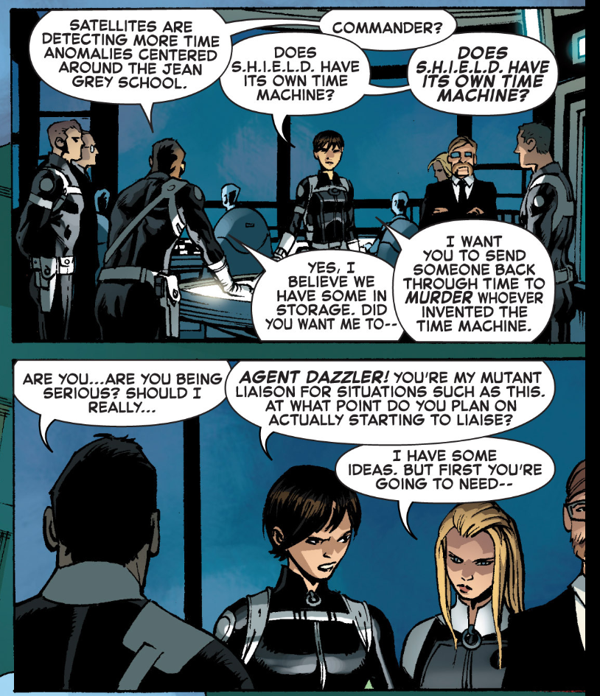 SATELLITES ARE
DETECTING MORE TIME
ANOMALIES CENTERED
AROUND THE JEAN
GREY SCHOOL.
COMMANDER?
DOES
S.H.I.E.L.D. HAVE
ITS OWN TIME
MACHINE?
DOES
S.H.I.E.L.D. HAVE
ITS OWN TIME
MACHINE?
YES, I
BELIEVE WE
HAVE SOME IN
STORAGE. DID
YOU WANT ME TO--
I WANT
YOU TO SEND
SOMEONE BACK
THROUGH TIME TO
MURDER WHOEVER
INVENTED THE
TIME MACHINE.
ARE YOU...ARE YOU BEING
SERIOUS? SHOULD I
REALLY...
AGENT DAZZLER! YOU'RE MY MUTANT
LIAISON FOR SITUATIONS SUCH AS THIS.
AT WHAT POINT DO YOU PLAN ON
ACTUALLY STARTING TO LIAISE?
I HAVE SOME
IDEAS. BUT FIRST YOU'RE
GOING TO NEED--